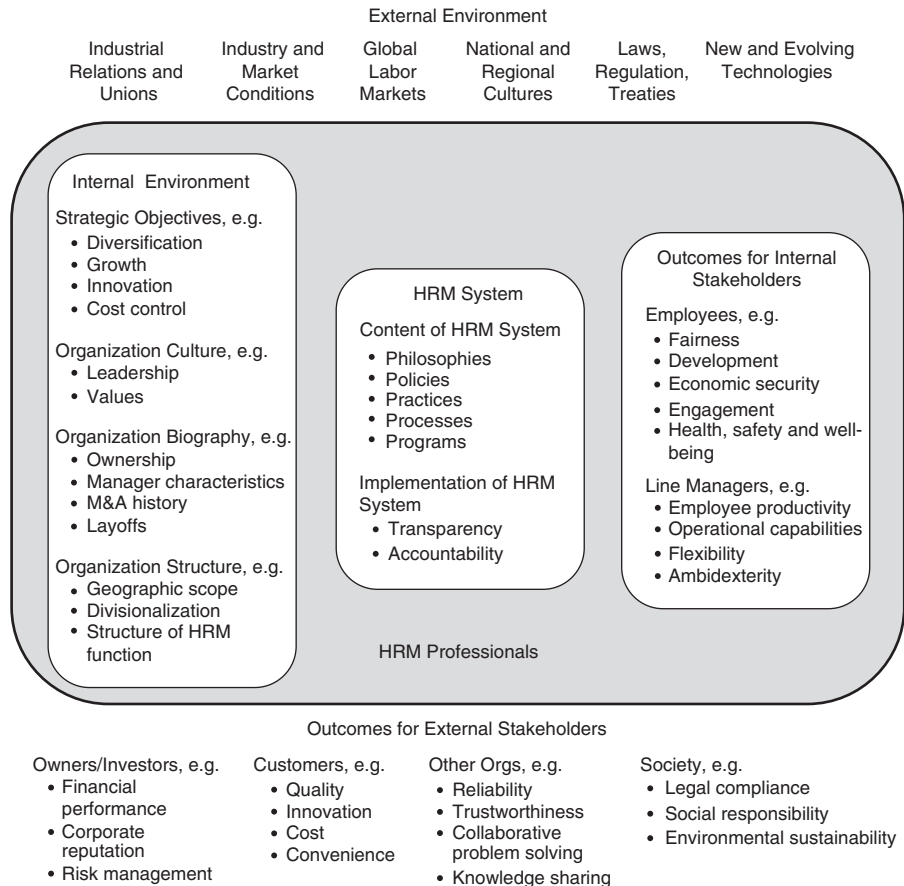 External Environment
Industrial
Relations and
Unions
Industry and
Market
Conditions
Global
Labor
Markets
National and
Regional
Cultures
Laws,
Regulation,
Treaties
New and Evolving
Technologies
Internal Environment
Strategic Objectives, e.g.
• Diversification
• Growth
• Innovation
• Cost control
Organization Culture, e.g.
• Leadership
• Values
Organization Biography, e.g.
• Ownership
• Manager characteristics
• M&A history
• Layoffs
Organization Structure, e.g.
• Geographic scope
• Divisionalization
• Structure of HRM
function
HRM System
Content of HRM System
• Philosophies
• Policies
• Practices
• Processes
• Programs
Implementation of HRM
System
• Transparency
• Accountability
Outcomes for Internal
Stakeholders
Employees, e.g.
• Fairness
• Development
• Economic security
• Engagement
• Health, safety and well-
being
Line Managers, e.g.
• Employee productivity
• Operational capabilities
• Flexibility
• Ambidexterity
HRM Professionals
Outcomes for External Stakeholders
Owners/Investors, e.g.
• Financial
performance
• Corporate
reputation
• Risk management
Customers, e.g.
• Quality
• Innovation
• Cost
• Convenience
Other Orgs, e.g.
• Reliability
• Trustworthiness
• Collaborative
problem solving
• Knowledge sharing
Society, e.g.
• Legal compliance
• Social responsibility
• Environmental sustainability